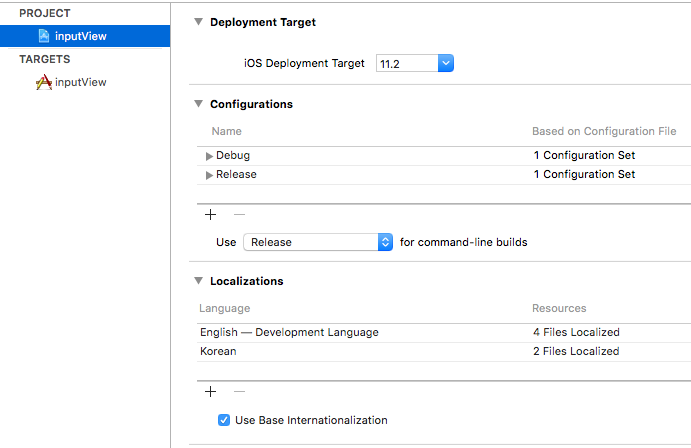 PROJECT
inputView
TARGETS
inputView
Deployment Target
iOS Deployment Target 11.2
Configurations
Name Based on Configuration File
Debug 1 Configuration Set
Release 1 Configuration Set
+ −
Use Release for command-line builds
Localizations
Language Resources
English — Development Language 4 Files Localized
Korean 2 Files Localized
+ −
Use Base Internationalization